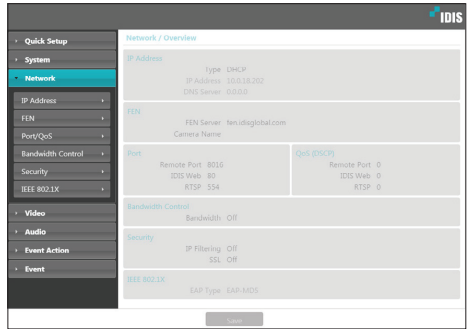 IDIS
Quick Setup
System
Network
IP Address
FEN
Port/QoS
Bandwidth Control
Security
IEEE 802.1X
Video
Audio
Event Action
Event
Network / Overview
IP Address
Type DHCP
IP Address 10.0.18.202
DNS Server 0.0.0.0
FEN
FEN Server fen.idisglobal.com
Camera Name
Port
Remote Port 8016
IDIS Web 80
RTSP 554
QoS (DSCP)
Remote Port 0
IDIS Web 0
RTSP 0
Bandwidth Control
Bandwidth Off
Security
IP Filtering Off
SSL Off
IEEE 802.1X
EAP Type EAP-MD5
Save